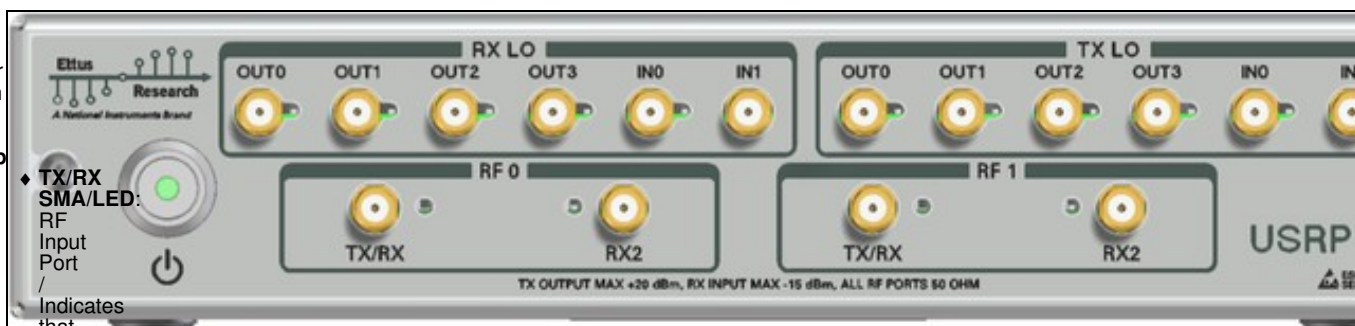 RX LO
TX LO
Ettus
Research
A National Instruments Brand
OUT0 OUT1 OUT2 OUT3 IN0 IN1
OUT0 OUT1 OUT2 OUT3 IN0 IN
RF 0
RF 1
TX/RX RX2
TX/RX RX2
USRP
TX OUTPUT MAX +20 dBm, RX INPUT MAX -15 dBm, ALL RF PORTS 50 OHM
♦ TX/RX
SMA/LED:
RF
Input
Port
/
Indicates
that